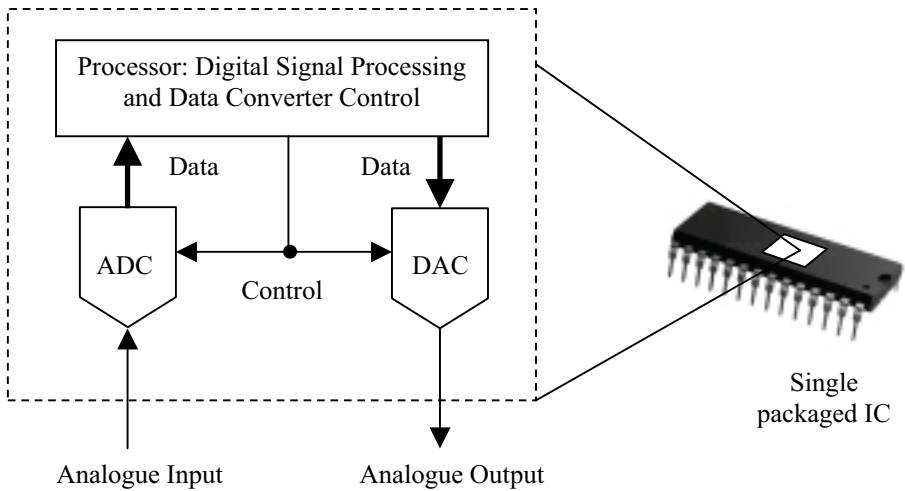 Processor: Digital Signal Processing
and Data Converter Control
Data
Data
ADC
DAC
Control
Single
packaged IC
Analogue Input
Analogue Output